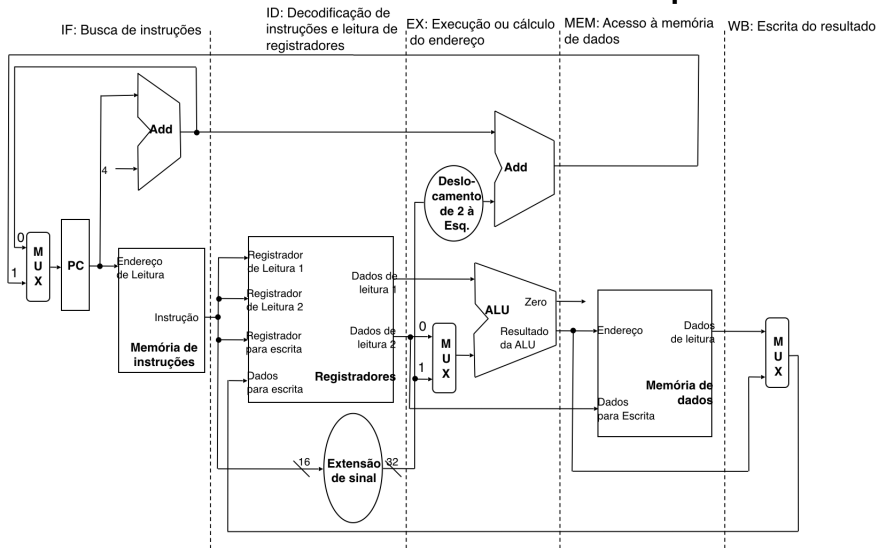 IF: Busca de instruções
ID: Decodificação de
instruções e leitura de
registradores
EX: Execução ou cálculo
do endereço
MEM: Acesso à memória
de dados
WB: Escrita do resultado
Add
4
Add
Deslo-
camento
de 2 à
Esq.
0
1
M
U
X
PC
Endereço
de Leitura
Instrução
Memória de
instruções
Registrador
de Leitura 1
Registrador
de Leitura 2
Registrador
para escrita
Dados
para escrita
Dados de
leitura 1
Dados de
leitura 2
Registradores
0
1
M
U
X
ALU
Zero
Resultado
da ALU
Endereço
Dados
de leitura
Memória de
dados
Dados
para Escrita
M
U
X
16
Extensão
de sinal
32